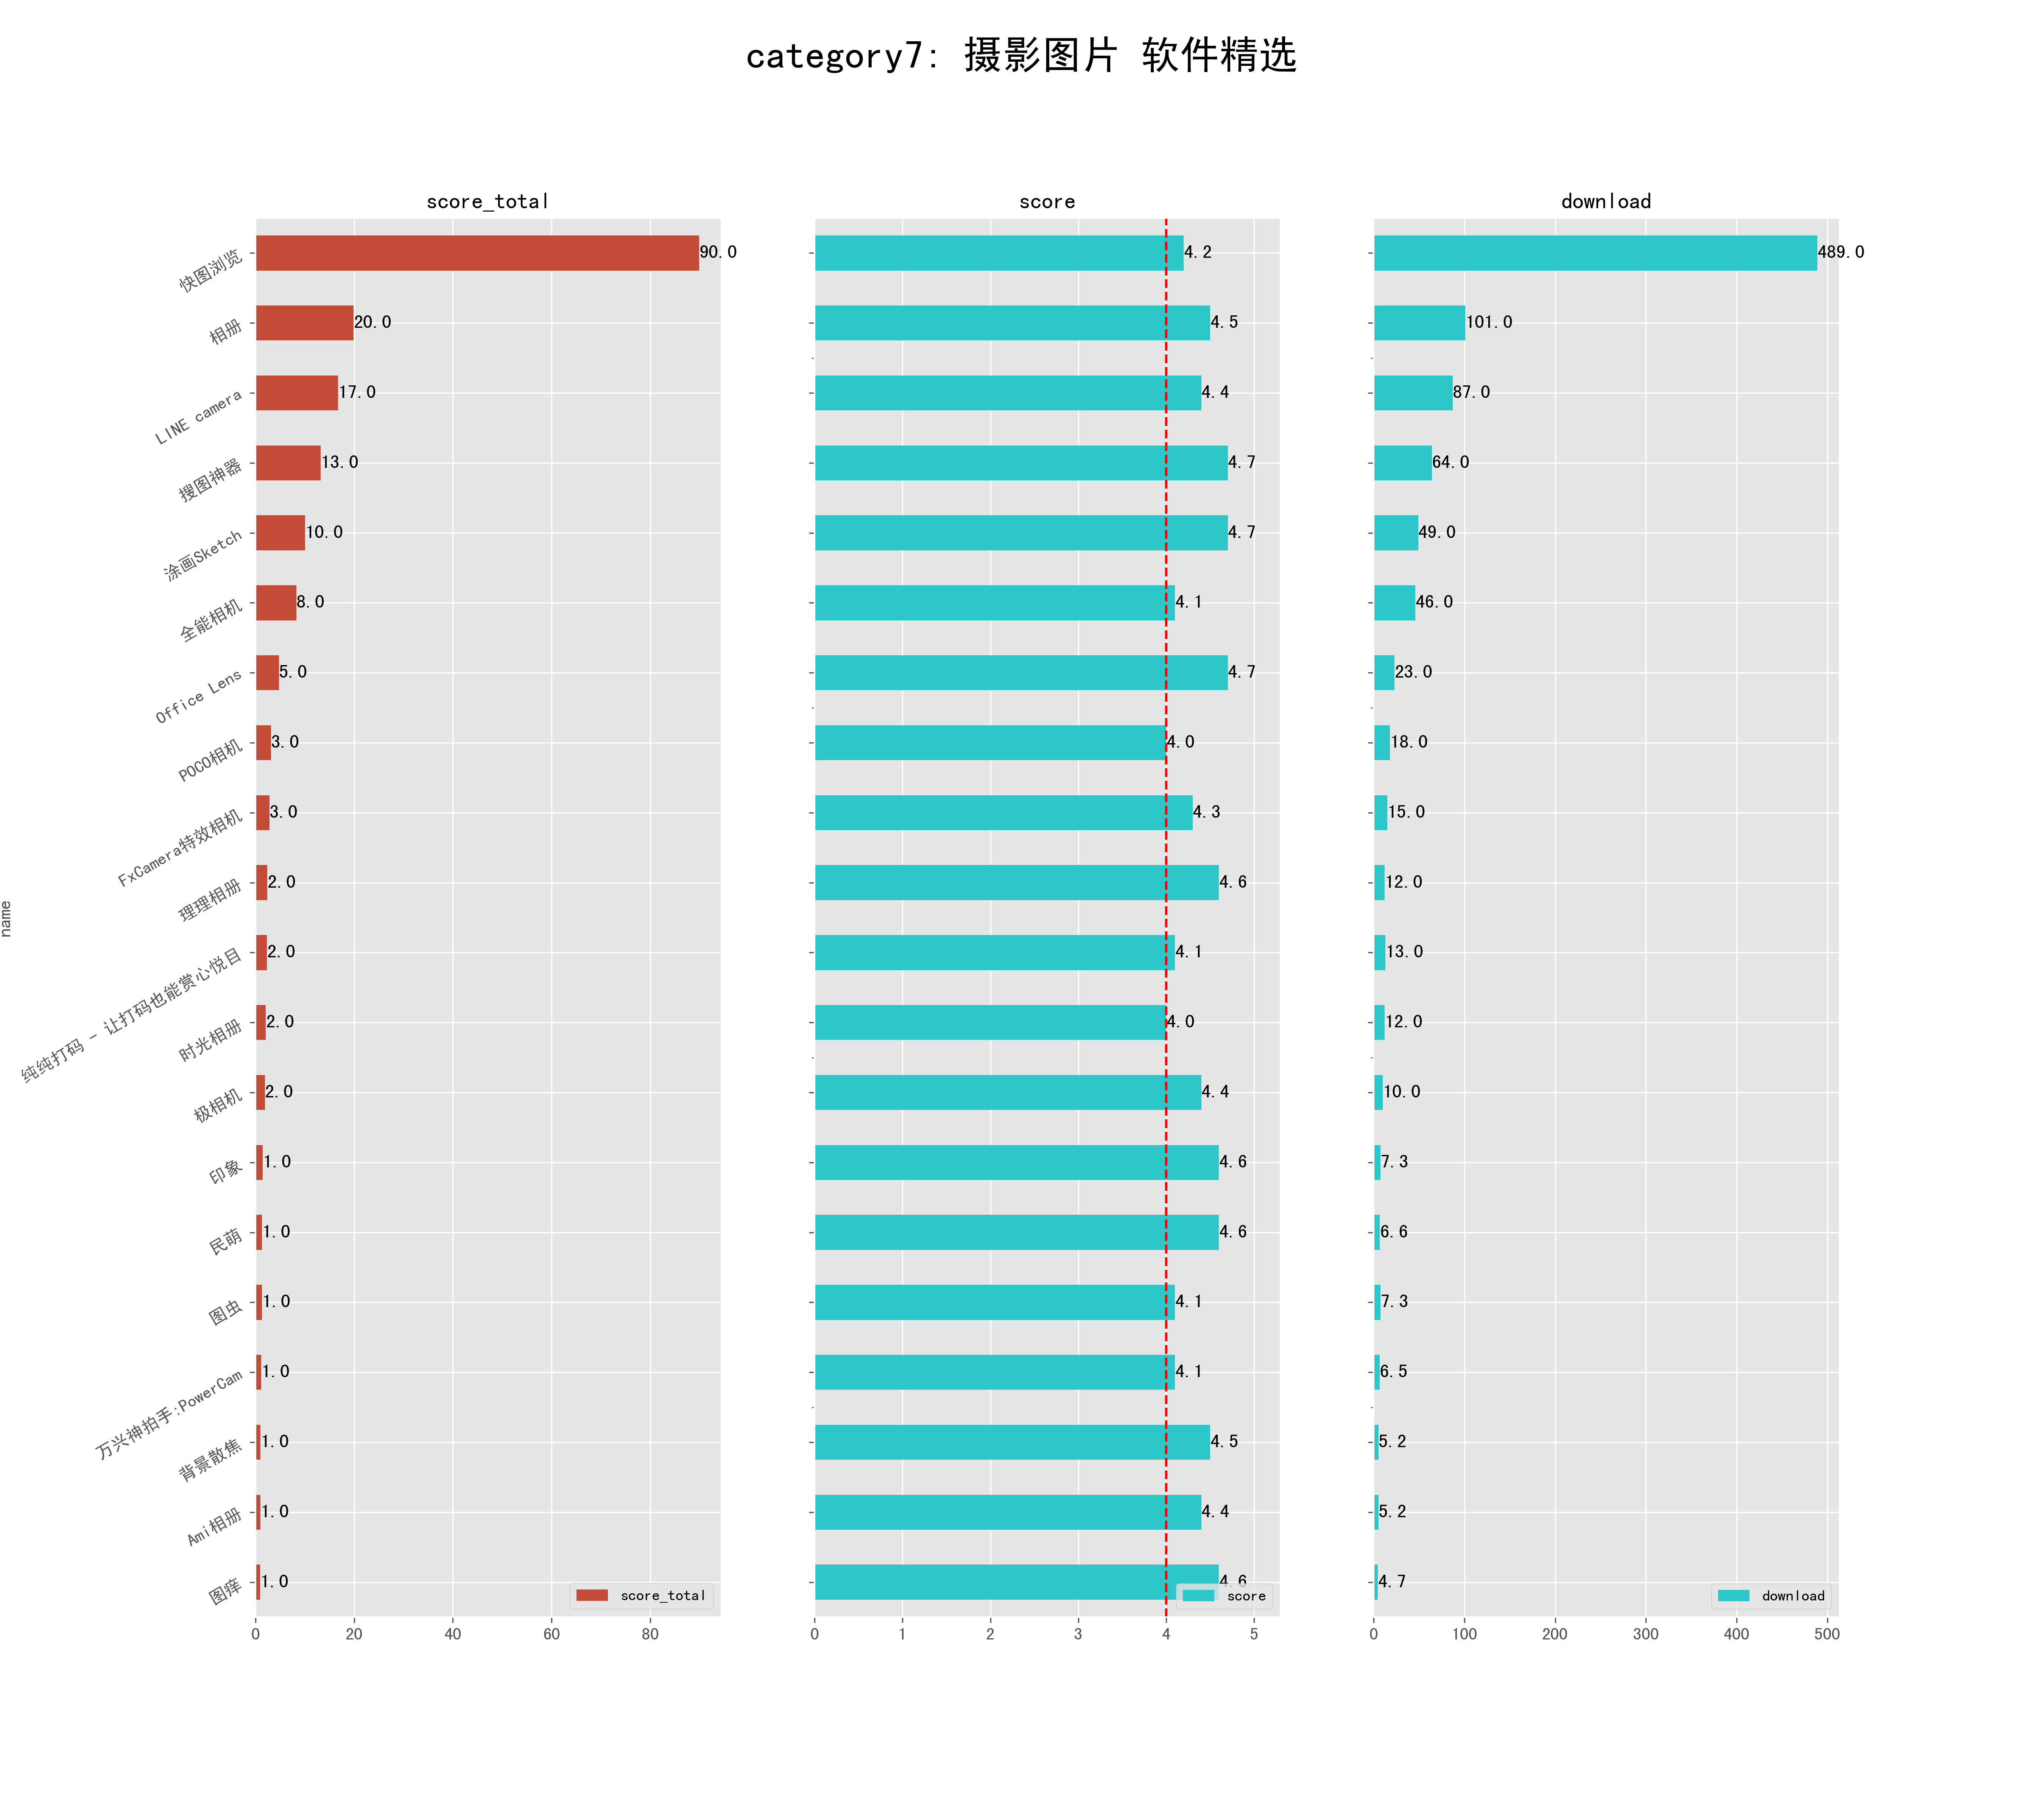 category7: 摄影图片 软件精选
score_total
score
download
name
快图浏览
90.0
4.2
489.0
相册
20.0
4.5
101.0
LINE camera
17.0
4.4
87.0
搜图神器
13.0
4.7
64.0
涂画Sketch
10.0
4.7
49.0
全能相机
8.0
4.1
46.0
Office Lens
5.0
4.7
23.0
POCO相机
3.0
4.0
18.0
FxCamera特效相机
3.0
4.3
15.0
理理相册
2.0
4.6
12.0
纯纯打码 - 让打码也能赏心悦目
2.0
4.1
13.0
时光相册
2.0
4.0
12.0
极相机
2.0
4.4
10.0
印象
1.0
4.6
7.3
民萌
1.0
4.6
6.6
图虫
1.0
4.1
7.3
万兴神拍手:PowerCam
1.0
4.1
6.5
背景散焦
1.0
4.5
5.2
Ami相册
1.0
4.4
5.2
图痒
1.0
4.6
4.7
score_total
score
download
0 20 40 60 80
0 1 2 3 4 5
0 100 200 300 400 500